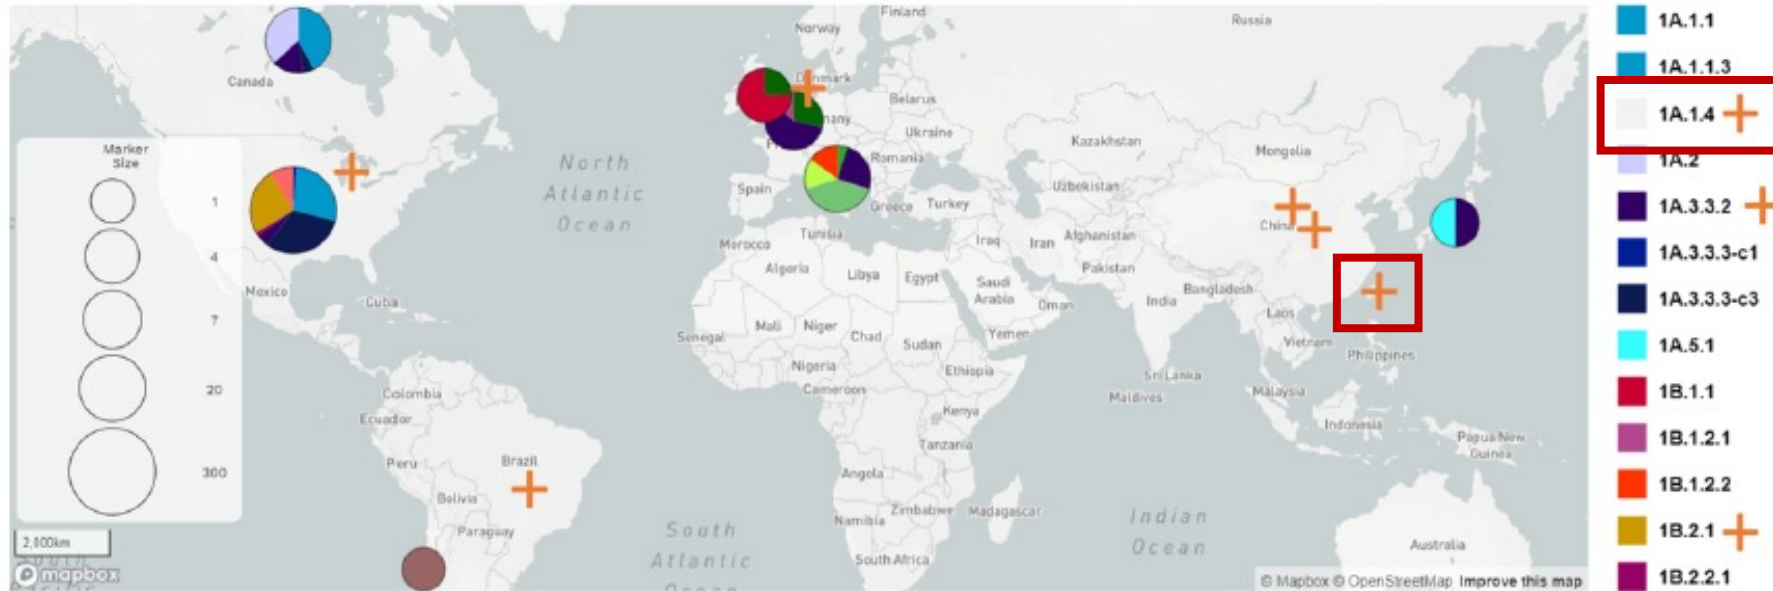 Finland
Russia
Norway
Denmark
Canada
Belarus
Ukraine
Kazakhstan
Mongolia
Marker
Size
1
4
7
20
300
North
Atlantic
Ocean
Romania
Spain
Greece
Turkey
Uzbekistan
China
Tunisia
Morocco
Algeria
Libya
Egypt
Iraq
Iran
Afghanistan
Pakistan
Saudi
Arabia
Oman
Bangladesh
India
Laos
Mexico
Cuba
Senegal
Mali
Niger
Chad
Sudan
Yemen
Vietnam
Philippines
Nigeria
Ethiopia
Cameroon
Sri Lanka
Maldives
Malaysia
Colombia
Ecuador
Kenya
Indonesia
Papua New
Guinea
Tanzania
Peru
Brazil
Angola
Bolivia
Zimbabwe
Madagascar
Namibia
Paraguay
South
Atlantic
Ocean
Indian
Ocean
South Africa
Australia
2,000km
mapbox
© Mapbox © OpenStreetMap Improve this map
1A.1.1
1A.1.1.3
1A.1.4
1A.2
1A.3.3.2
1A.3.3.3-c1
1A.3.3.3-c3
1A.5.1
1B.1.1
1B.1.2.1
1B.1.2.2
1B.2.1
1B.2.2.1